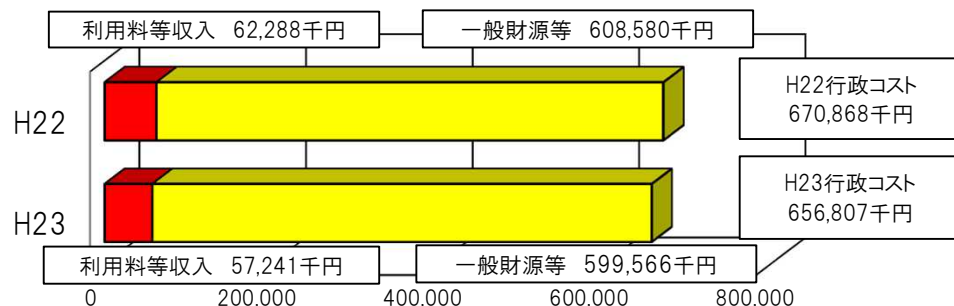 利用料等収入 62,288千円
一般財源等 608,580千円
H22
H22行政コスト
670,868千円
H23
H23行政コスト
656,807千円
利用料等収入 57,241千円
一般財源等 599,566千円
0 200,000 400,000 600,000 800,000